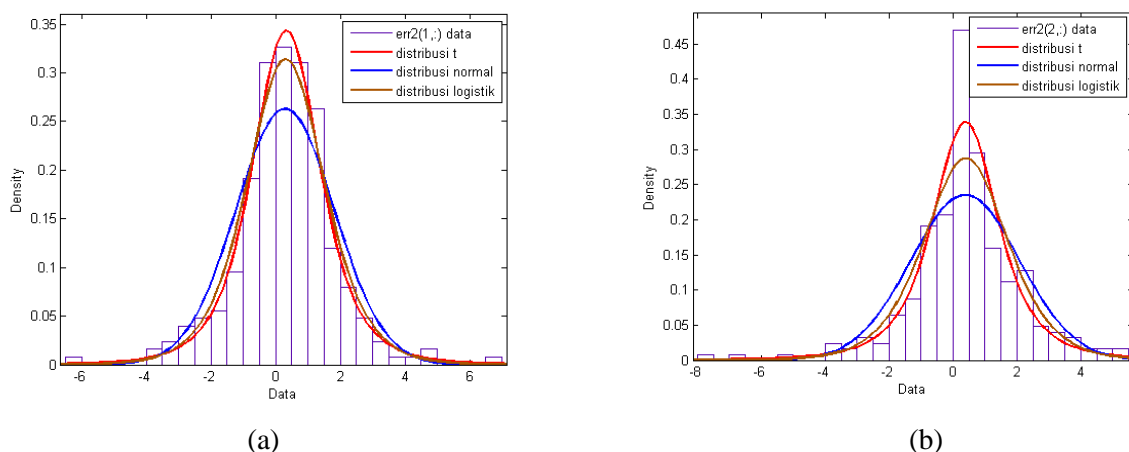 0.35
0.3
0.25
0.2
0.15
0.1
0.05
0
Density
-6
-4
-2
0
2
4
6
Data
err2(1,:) data
distribusi t
distribusi normal
distribusi logistik
(a)
0.45
0.4
0.35
0.3
0.25
0.2
0.15
0.1
0.05
0
Density
-8
-6
-4
-2
0
2
4
Data
err2(2,:) data
distribusi t
distribusi normal
distribusi logistik
(b)